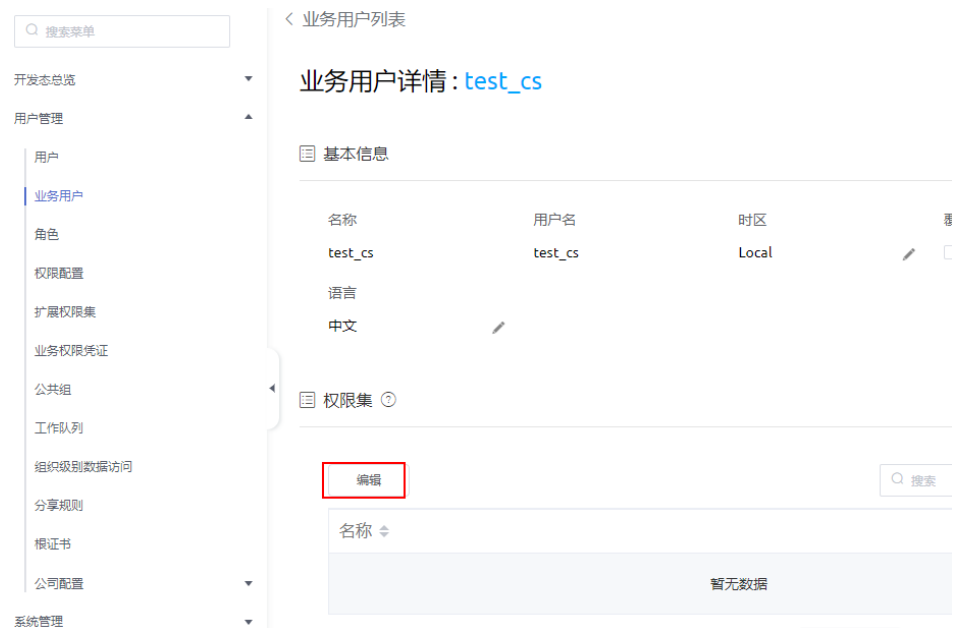 搜索菜单
开发态总览
用户管理
用户
业务用户
角色
权限配置
扩展权限集
业务权限凭证
公共组
工作队列
组织级别数据访问
分享规则
根证书
公司配置
系统管理
业务用户列表
业务用户详情 : test_cs
基本信息
名称 用户名 时区
test_cs test_cs Local
语言
中文
权限集 ?
编辑 搜索
名称
暂无数据